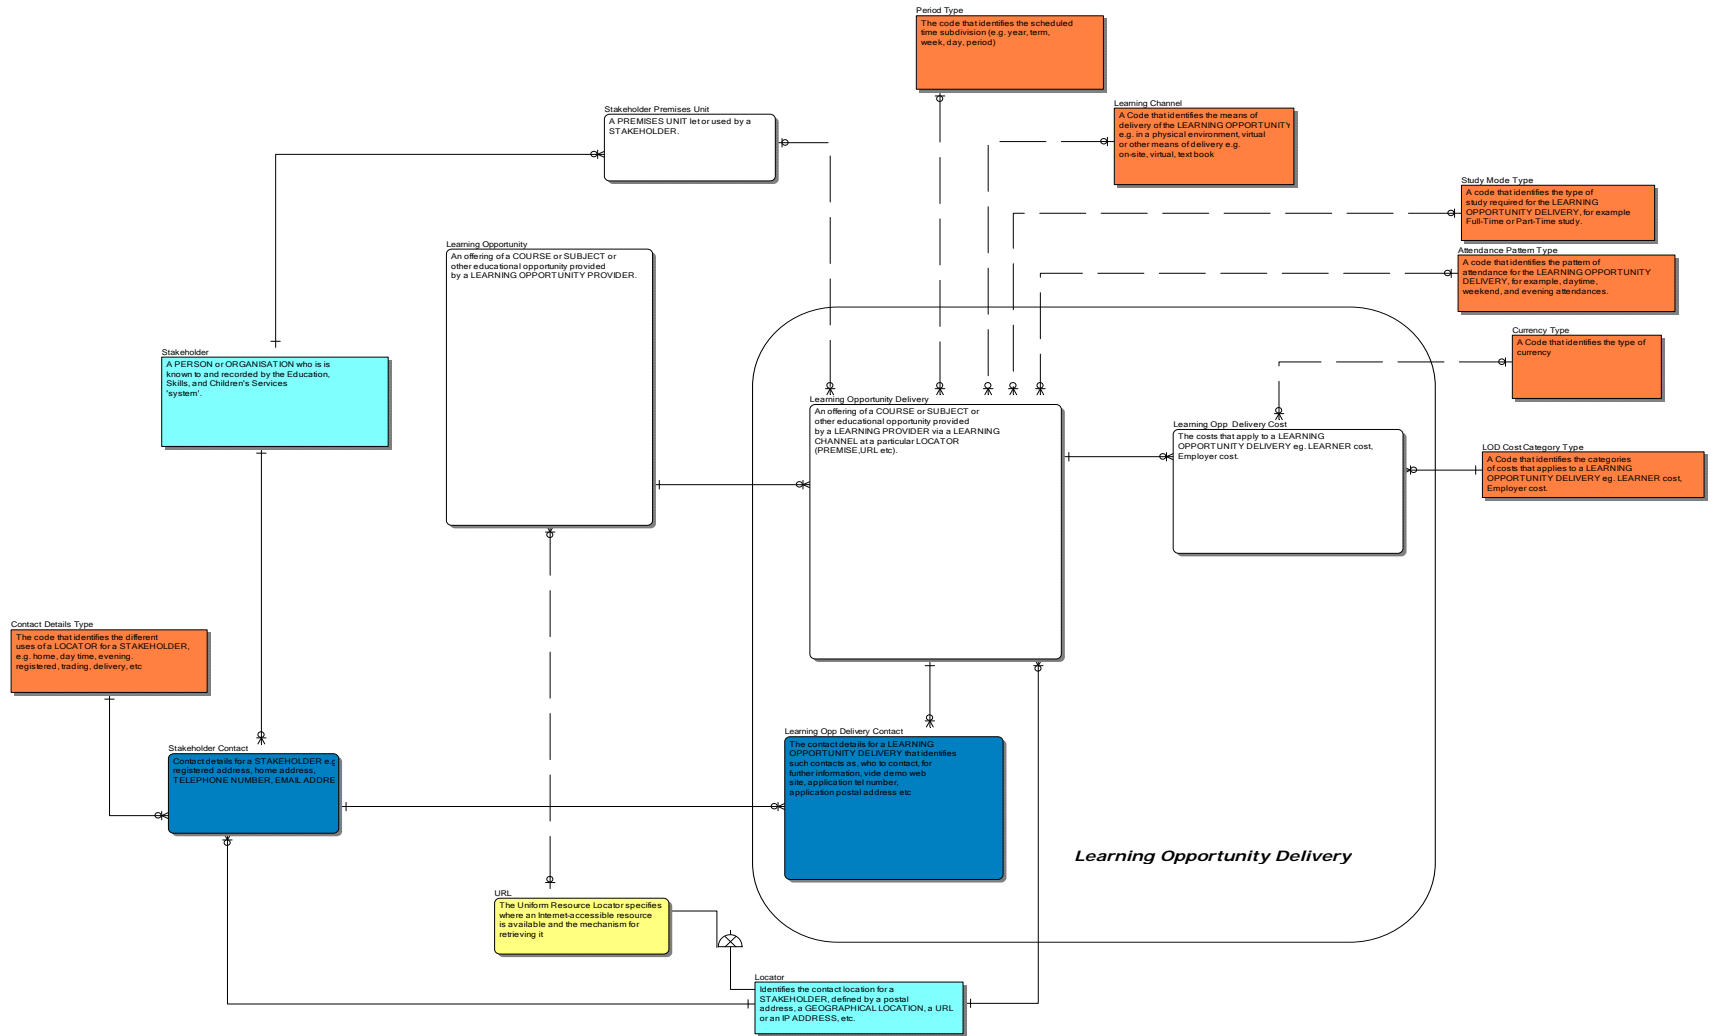 Period Type
The code that identifies the scheduled
time subdivision (e.g. year, term,
week, day, period)
Stakeholder Premises Unit
A PREMISES UNIT let or used by a
STAKEHOLDER.
Learning Channel
A Code that identifies the means of
delivery of the LEARNING OPPORTUNITY
e.g. in a physical environment, virtual
or other means of delivery e.g.
on-site, virtual, text book
Study Mode Type
A code that identifies the type of
study required for the LEARNING
OPPORTUNITY DELIVERY, for example
Full-Time or Part-Time study.
Attendance Pattern Type
A code that identifies the pattern of
attendance for the LEARNING OPPORTUNITY
DELIVERY, for example, daytime,
weekend, and evening attendances.
Learning Opportunity
An offering of a COURSE or SUBJECT or
other educational opportunity provided
by a LEARNING OPPORTUNITY PROVIDER.
Currency Type
A Code that identifies the type of
currency
Stakeholder
A PERSON or ORGANISATION who is is
known to and recorded by the Education,
Skills, and Children's Services
'system'.
Learning Opportunity Delivery
An offering of a COURSE or SUBJECT or
other educational opportunity provided
by a LEARNING PROVIDER via a LEARNING
CHANNEL at a particular LOCATOR
(PREMISE,URL etc).
Learning Opp Delivery Cost
The costs that apply to a LEARNING
OPPORTUNITY DELIVERY eg. LEARNER cost,
Employer cost.
LOD Cost Category Type
A Code that identifies the categories
of costs that applies to a LEARNING
OPPORTUNITY DELIVERY eg. LEARNER cost,
Employer cost.
Contact Details Type
The code that identifies the different
uses of a LOCATOR for a STAKEHOLDER,
e.g. home, day time, evening.
registered, trading, delivery, etc
Stakeholder Contact
Contact details for a STAKEHOLDER e.g
registered address, home address,
TELEPHONE NUMBER, EMAIL ADDRE
Learning Opp Delivery Contact
The contact details for a LEARNING
OPPORTUNITY DELIVERY that identifies
such contacts as, who to contact, for
further information, vide demo web
site, application tel number,
application postal address etc
Learning Opportunity Delivery
URL
The Uniform Resource Locator specifies
where an Internet-accessible resource
is available and the mechanism for
retrieving it
Locator
Identifies the contact location for a
STAKEHOLDER, defined by a postal
address, a GEOGRAPHICAL LOCATION, a URL
or an IP ADDRESS, etc.